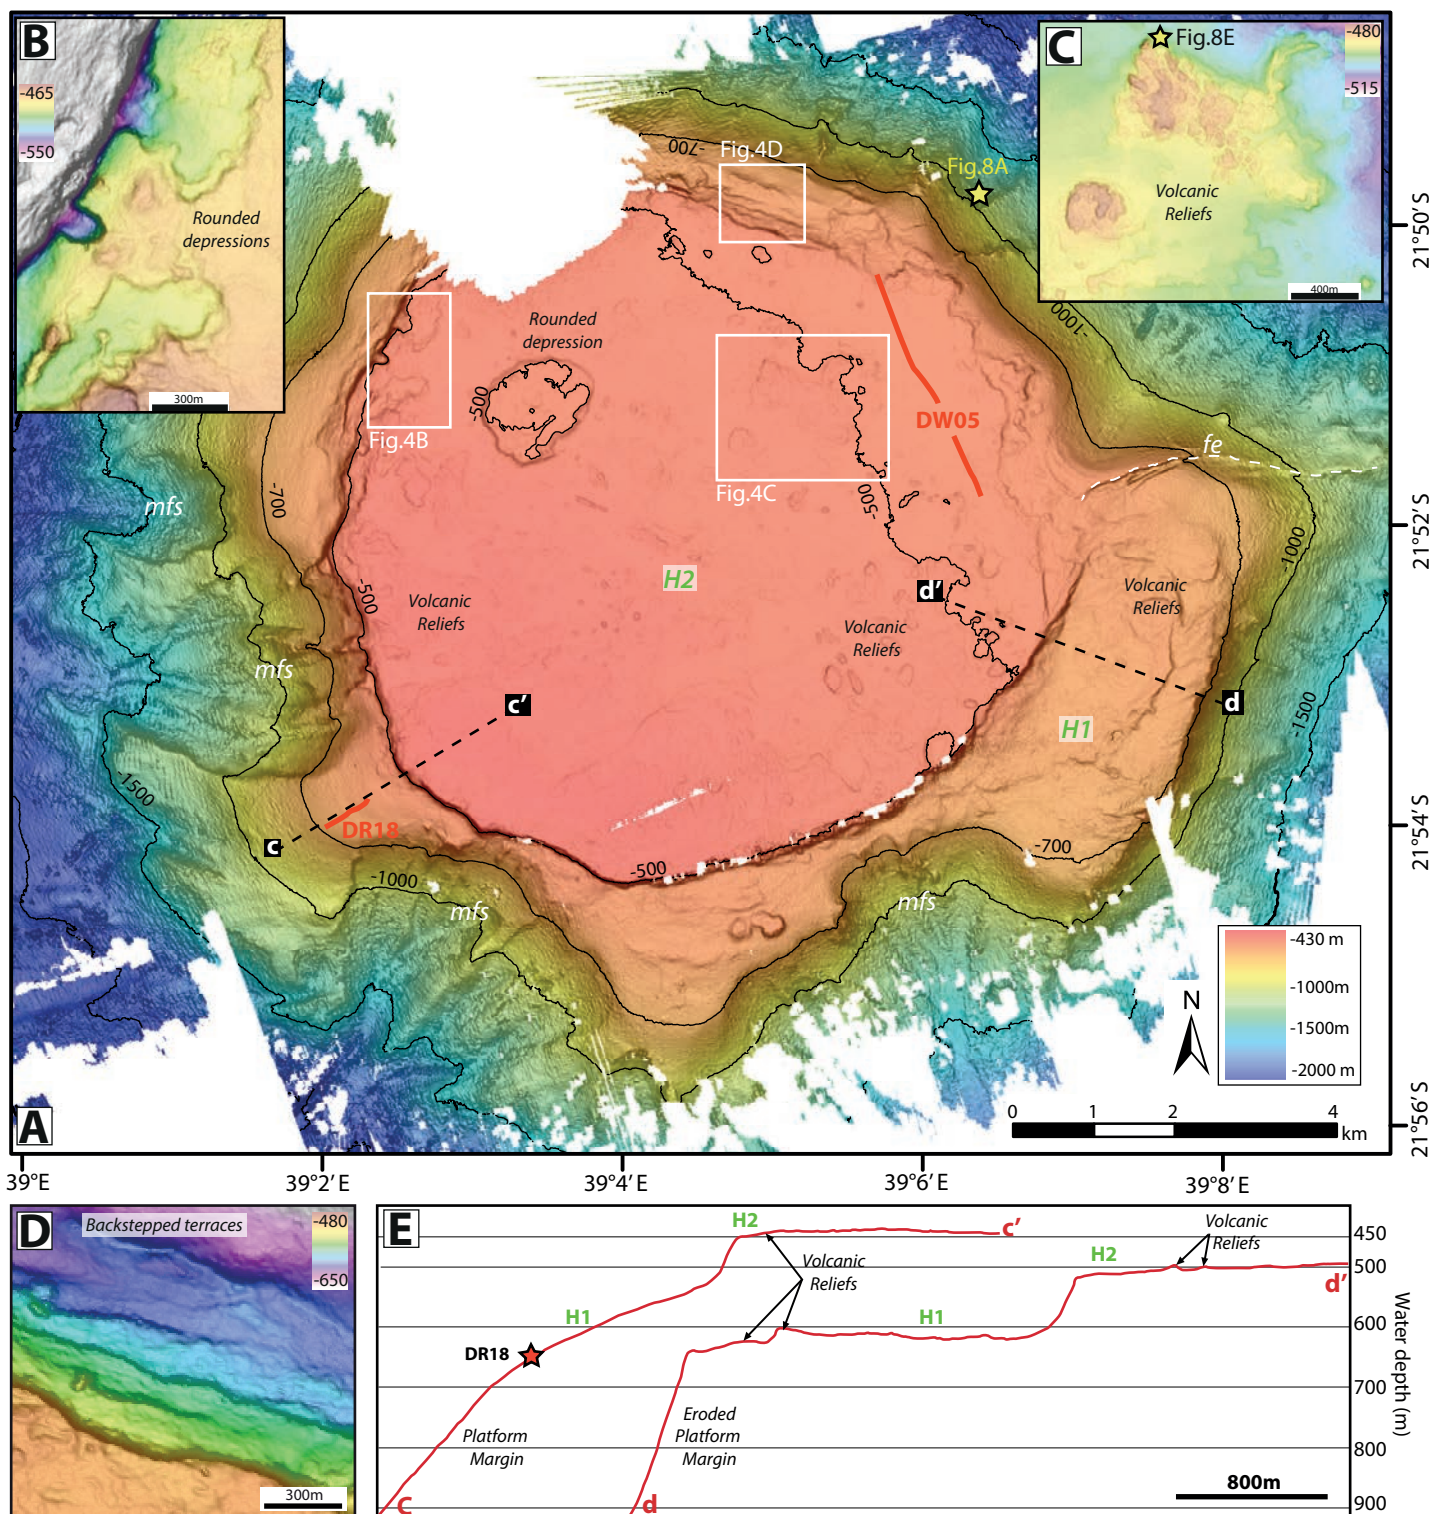 B
-465
-550
Rounded
depressions
300m
C
Fig.8E
-480
-515
Volcanic
Reliefs
400m
-700
Fig.4D
Fig.8A
21°50'S
-1000
Rounded
depression
-500
Fig.4B
DW05
fe
Fig.4C
-500
-700
mfs
21°52'S
-1000
H2
-500
Volcanic
Reliefs
d'
Volcanic
Reliefs
Volcanic
Reliefs
mfs
c'
d
-1500
H1
-1500
DR18
c
21°54'S
-700
-500
-1000
mfs
mfs
-430 m
-1000m
-1500m
-2000 m
N
A
0
1
2
4
km
21°56'S
39°E
39°2' E
39°4' E
39°6' E
39°8' E
D
Backstepped terraces
-480
-650
300m
E
H2
c'
Volcanic
Reliefs
450
H2
Volcanic
Reliefs
500
d'
H1
H1
600
DR18
700
Platform
Margin
Eroded
Platform
Margin
800
800m
900
C
d
Water depth (m)